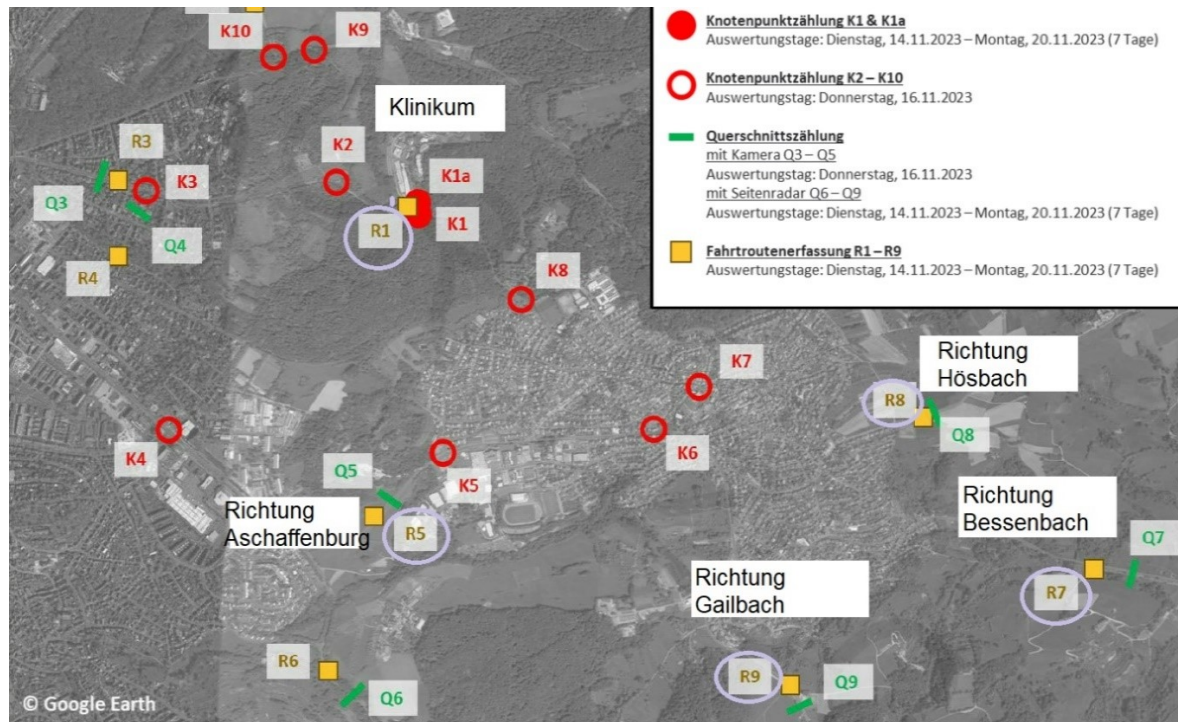 K10
K9
Klinikum
Knotenpunktzählung K1 & K1a
Auswertungstage: Dienstag, 14.11.2023 – Montag, 20.11.2023 (7 Tage)
Knotenpunktzählung K2 – K10
Auswertungstag: Donnerstag, 16.11.2023
Querschnittszählung
mit Kamera Q3 – Q5
Auswertungstag: Donnerstag, 16.11.2023
mit Seitenradar Q6 – Q9
Auswertungstage: Dienstag, 14.11.2023 – Montag, 20.11.2023 (7 Tage)
Fahrtroutenerfassung R1 – R9
Auswertungstage: Dienstag, 14.11.2023 – Montag, 20.11.2023 (7 Tage)
R3
K2
K3
K1a
Q3
K1
R1
Q4
R4
K8
K7
Richtung
Hösbach
R8
Q8
K4
K6
Q5
K5
Richtung
Aschaffenburg
R5
Richtung
Bessenbach
Q7
R7
Richtung
Gailbach
R6
R9
Q6
Q9
© Google Earth